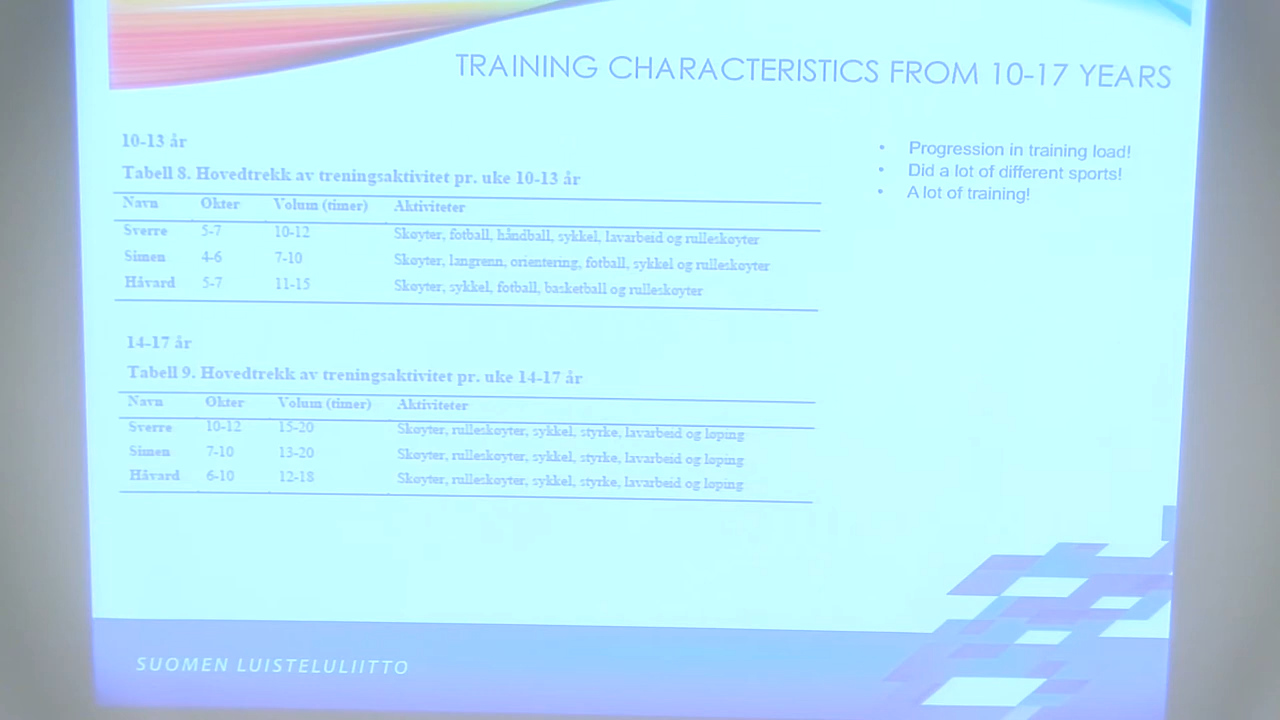 TRAINING CHARACTERISTICS FROM 10-17 YEARS
10-13 år
Tabell 8. Hovedtrekk av treningsaktivitet pr. uke 10-13 år
Navn Økter Volum (timer) Aktiviteter
Sverre 5-7 10-12 Skøyter, fotball, håndball, sykkel, lavarbeid og rulleskøyter
Simen 4-6 7-10 Skøyter, langrenn, orientering, fotball, sykkel og rulleskøyter
Håvard 5-7 11-15 Skøyter, sykkel, fotball, basketball og rulleskøyter
14-17 år
Tabell 9. Hovedtrekk av treningsaktivitet pr. uke 14-17 år
Navn Økter Volum (timer) Aktiviteter
Sverre 10-12 15-20 Skøyter, rulleskøyter, sykkel, styrke, lavarbeid og løping
Simen 7-10 13-20 Skøyter, rulleskøyter, sykkel, styrke, lavarbeid og løping
Håvard 6-10 12-18 Skøyter, rulleskøyter, sykkel, styrke, lavarbeid og løping
• Progression in training load!
• Did a lot of different sports!
• A lot of training!
SUOMEN LUISTELULIITTO